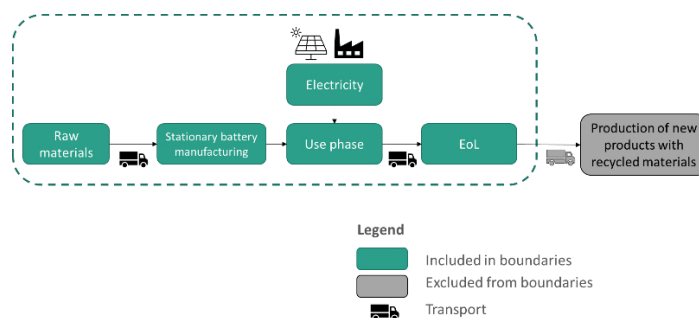 Electricity
Raw
materials
Stationary battery
manufacturing
Use phase
EoL
Production of new
products with
recycled materials
Legend
Included in boundaries
Excluded from boundaries
Transport